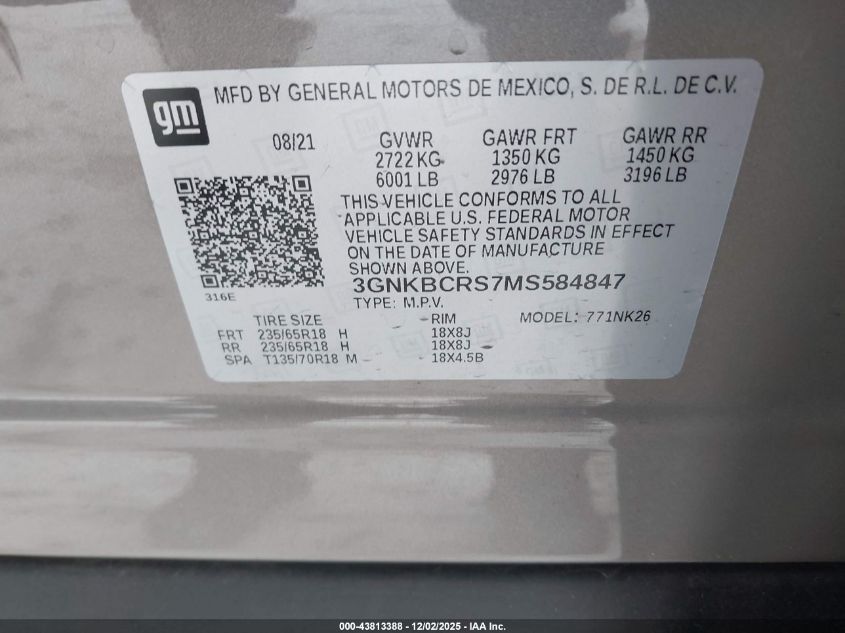 gm
MFD BY GENERAL MOTORS DE MEXICO, S. DE R.L. DE C.V.
08/21 GVWR GAWR FRT GAWR RR
2722 KG 1350 KG 1450 KG
6001 LB 2976 LB 3196 LB
THIS VEHICLE CONFORMS TO ALL
APPLICABLE U.S. FEDERAL MOTOR
VEHICLE SAFETY STANDARDS IN EFFECT
ON THE DATE OF MANUFACTURE
SHOWN ABOVE.
3GNKBCRS7MS584847
316E
TYPE: M.P.V.
TIRE SIZE RIM MODEL: 771NK26
FRT 235/65R18 H 18X8J
RR 235/65R18 H 18X8J
SPA T135/70R18 M 18X4.5B
000-43813388 - 12/02/2025 - IAA Inc.